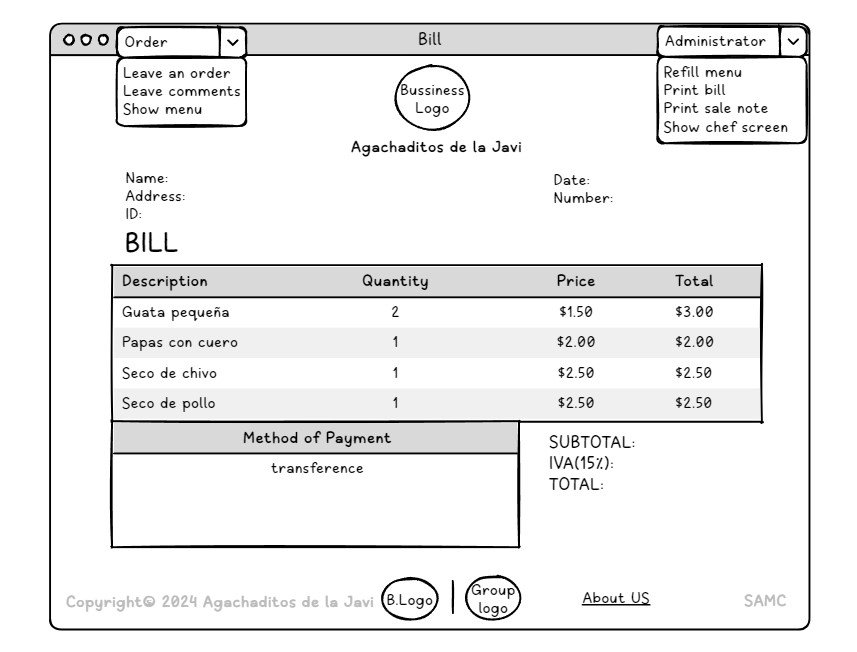 Order Bill Administrator
Leave an order
Leave comments
Show menu
Refill menu
Print bill
Print sale note
Show chef screen
Bussiness
Logo
Agachaditos de la Javi
Name:
Address:
ID:
Date:
Number:
BILL
Description Quantity Price Total
Guata pequeña 2 $1.50 $3.00
Papas con cuero 1 $2.00 $2.00
Seco de chivo 1 $2.50 $2.50
Seco de pollo 1 $2.50 $2.50
Method of Payment
transference
SUBTOTAL:
IVA(15%):
TOTAL:
Copyright© 2024 Agachaditos de la Javi
B.Logo
Group
logo
About US
SAMC